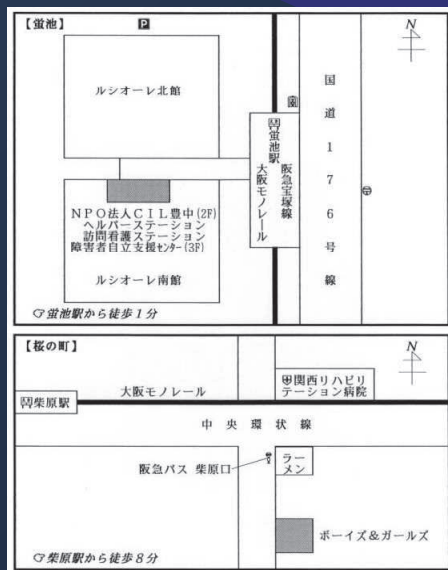 【蛍池】
P
N
ルシオーレ北館
国道176号線
蛍池駅
大阪モノレール
阪急宝塚線
NPO法人CIL豊中(2F)
ヘルパーステーション
訪問看護ステーション
障害者自立支援センター(3F)
ルシオーレ南館
蛍池駅から徒歩1分
【桜の町】
N
大阪モノレール
関西リハビリ
テーション病院
柴原駅
中央環状線
阪急バス 柴原口
ラー
メン
ボーイズ&ガールズ
柴原駅から徒歩8分